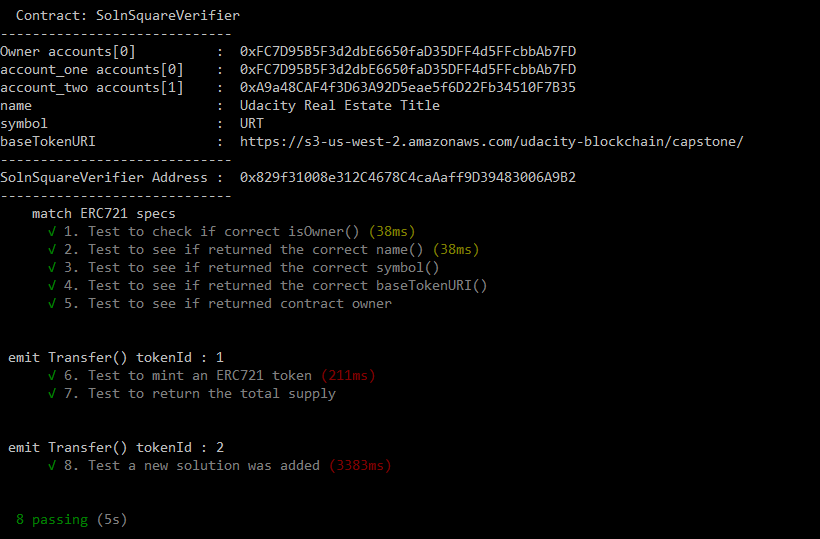 Contract: SolnSquareVerifier
-----------------------------
Owner accounts[0]          :  0xFC7D95B5F3d2dbE6650faD35DFF4d5FFcbbAb7FD
account_one accounts[0]    :  0xFC7D95B5F3d2dbE6650faD35DFF4d5FFcbbAb7FD
account_two accounts[1]    :  0xA9a48CAF4f3D63A92D5eae5f6D22Fb34510F7B35
name                       :  Udacity Real Estate Title
symbol                     :  URT
baseTokenURI               :  https://s3-us-west-2.amazonaws.com/udacity-blockchain/capstone/
-----------------------------
SolnSquareVerifier Address :  0x829f31008e312C4678C4caAaff9D39483006A9B2
-----------------------------
match ERC721 specs
√ 1. Test to check if correct isOwner() (38ms)
√ 2. Test to see if returned the correct name() (38ms)
√ 3. Test to see if returned the correct symbol()
√ 4. Test to see if returned the correct baseTokenURI()
√ 5. Test to see if returned contract owner
emit Transfer() tokenId : 1
√ 6. Test to mint an ERC721 token (211ms)
√ 7. Test to return the total supply
emit Transfer() tokenId : 2
√ 8. Test a new solution was added (3383ms)
8 passing (5s)